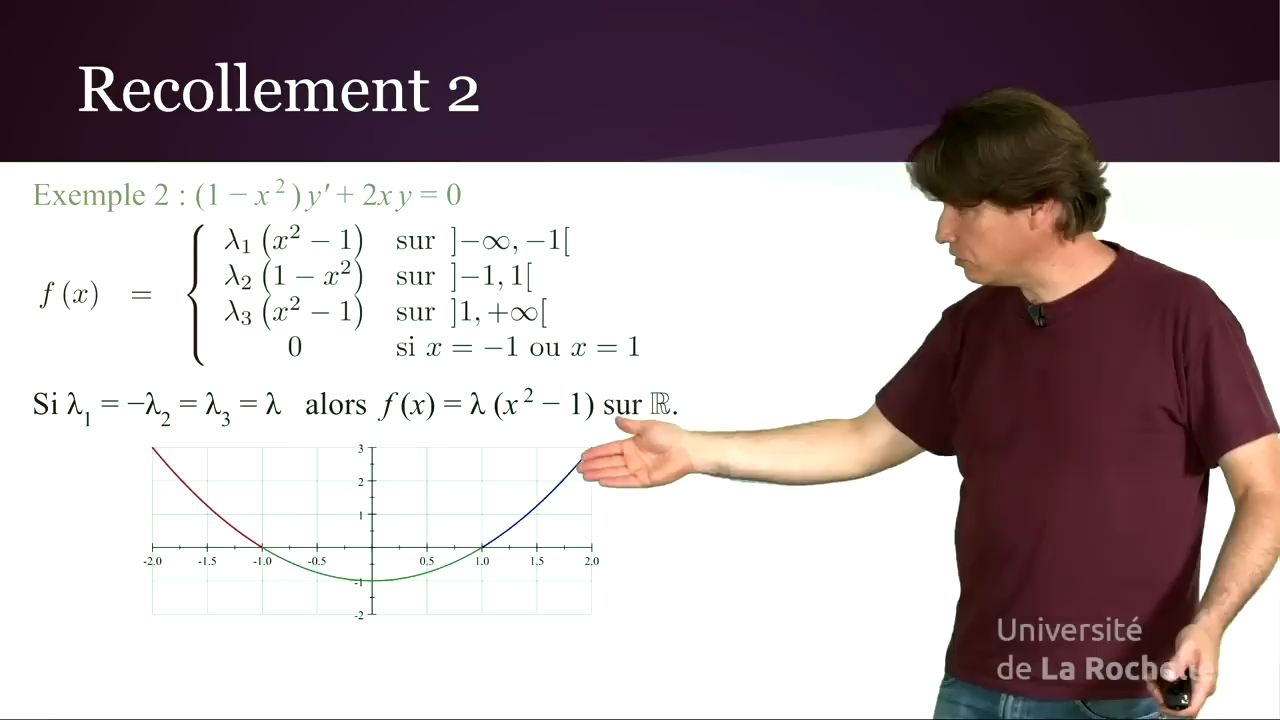 Recollement 2
Exemple 2 : (1 − x²) y′ + 2x y = 0
f (x) = { λ₁ (x² − 1) sur ]−∞, −1[
λ₂ (1 − x²) sur ]−1, 1[
λ₃ (x² − 1) sur ]1, +∞[
0 si x = −1 ou x = 1
Si λ₁ = −λ₂ = λ₃ = λ alors f (x) = λ (x² − 1) sur ℝ.
3
2
1
-2.0 -1.5 -1.0 -0.5 0.5 1.0 1.5 2.0
-1
-2
Université
de La Rochelle